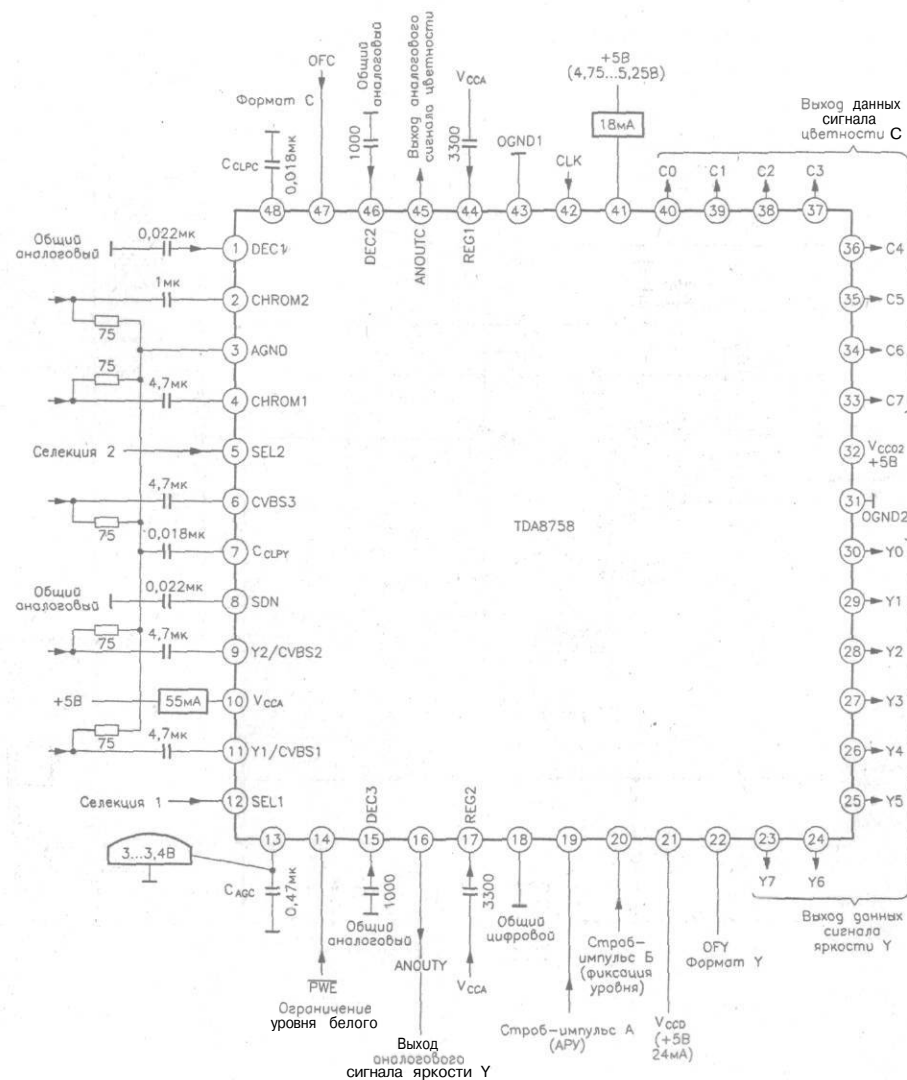 OFC
Формат C
C CLPC
0,018мк
1000
Общий
аналоговый
Выход аналогового
сигнала цветности
VCCA
3300
OGND1
CLK
+5В
(4,75...5,25В)
18мА
Выход данных
сигнала
цветности C
C0
C1
C2
C3
48
47
46
45
44
43
42
41
40
39
38
37
DEC2
ANOUTC
REG1
Общий
аналоговый
0,022мк
1
DEC1
1мк
2
CHROM2
75
3
AGND
75
4,7мк
4
CHROM1
Селекция 2
5
SEL2
4,7мк
6
CVBS3
75
0,018мк
7
C CLPY
Общий
аналоговый
0,022мк
8
SDN
75
4,7мк
9
Y2/CVBS2
+5В
55мА
10
VCCA
75
4,7мк
11
Y1/CVBS1
Селекция 1
12
SEL1
TDA8758
36
C4
35
C5
34
C6
33
C7
32
VCCO2
+5В
31
OGND2
30
Y0
29
Y1
28
Y2
27
Y3
26
Y4
25
Y5
DEC3
REG2
13
14
15
16
17
18
19
20
21
22
23
24
3...3,4В
C AGC
0,47мк
PWE
Ограничение
уровня белого
1000
Общий
аналоговый
ANOUTY
Выход
аналогового
сигнала яркости Y
3300
VCCA
Общий
цифровой
Строб-импульс А
(АРУ)
Строб-
импульс Б
(фиксация
уровня)
VCCD
(+5В
24мА)
OFY
Формат Y
Y7
Y6
Выход данных
сигнала
яркости Y